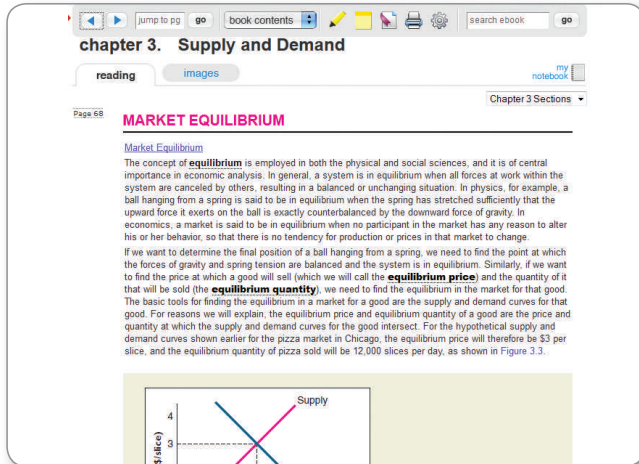 jump to pg go book contents search ebook go
chapter 3. Supply and Demand
reading images my notebook
Chapter 3 Sections
Page 68
MARKET EQUILIBRIUM
Market Equilibrium
The concept of equilibrium is employed in both the physical and social sciences, and it is of central
importance in economic analysis. In general, a system is in equilibrium when all forces at work within the
system are canceled by others, resulting in a balanced or unchanging situation. In physics, for example, a
ball hanging from a spring is said to be in equilibrium when the spring has stretched sufficiently that the
upward force it exerts on the ball is exactly counterbalanced by the downward force of gravity. In
economics, a market is said to be in equilibrium when no participant in the market has any reason to alter
his or her behavior, so that there is no tendency for production or prices in that market to change.
If we want to determine the final position of a ball hanging from a spring, we need to find the point at which
the forces of gravity and spring tension are balanced and the system is in equilibrium. Similarly, if we want
to find the price at which a good will sell (which we will call the equilibrium price) and the quantity of it
that will be sold (the equilibrium quantity), we need to find the equilibrium in the market for that good.
The basic tools for finding the equilibrium in a market for a good are the supply and demand curves for that
good. For reasons we will explain, the equilibrium price and equilibrium quantity of a good are the price and
quantity at which the supply and demand curves for the good intersect. For the hypothetical supply and
demand curves shown earlier for the pizza market in Chicago, the equilibrium price will therefore be $3 per
slice, and the equilibrium quantity of pizza sold will be 12,000 slices per day, as shown in Figure 3.3.
Supply
4
3
$/slice)